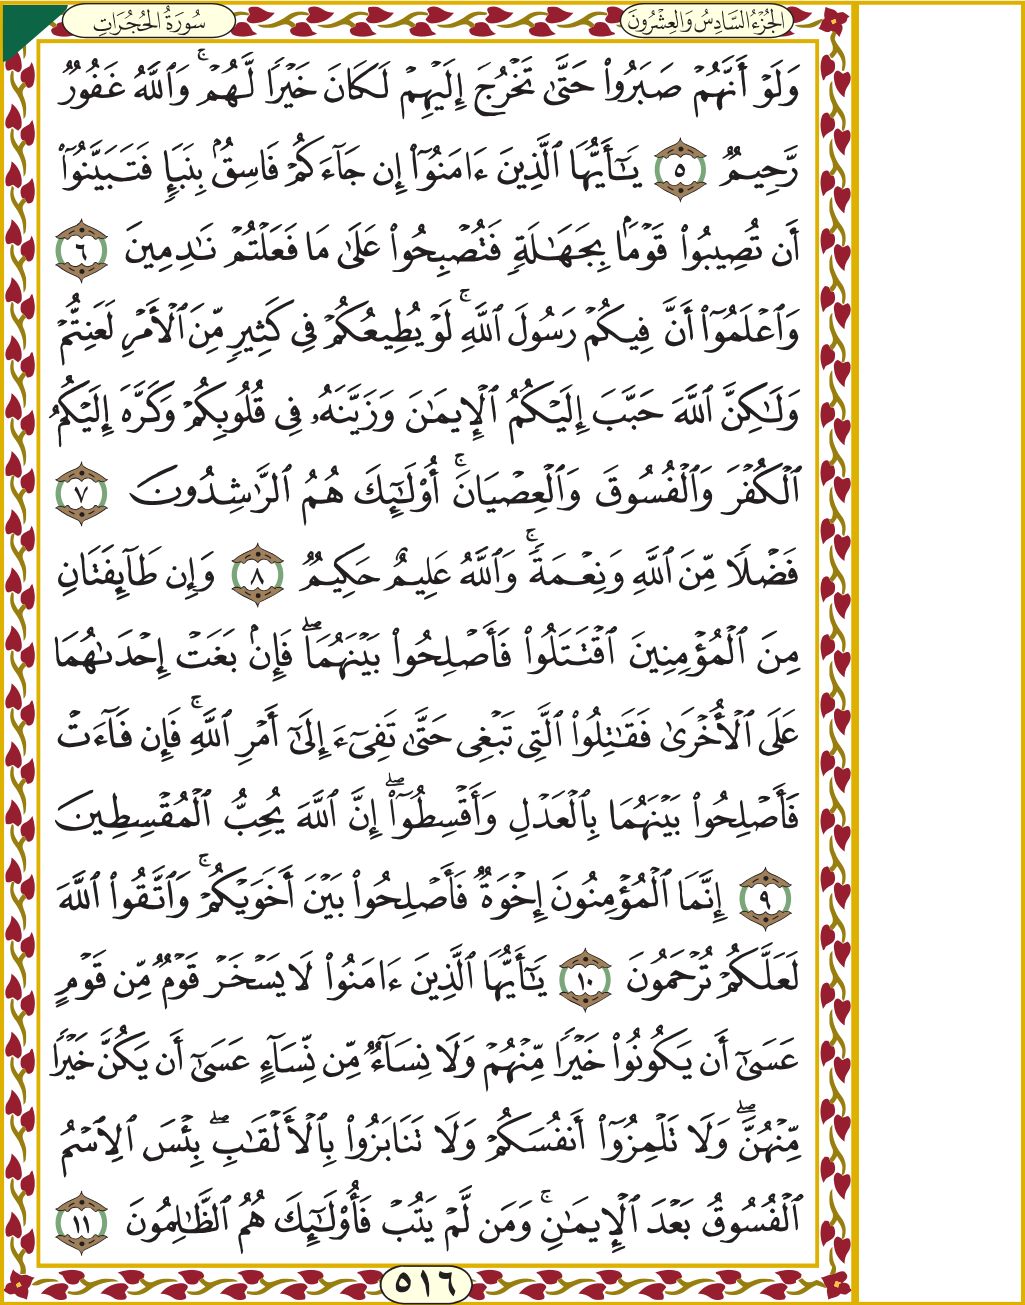 الجُزْءُ السَّادِسُ وَالعِشْرُونَ
سُورَةُ الحُجُرَاتِ
وَلَوْ أَنَّهُمْ صَبَرُوا۟ حَتَّىٰ تَخْرُجَ إِلَيْهِمْ لَكَانَ خَيْرًا لَّهُمْ ۚ وَٱللَّهُ غَفُورٌ
رَّحِيمٌ ٥ يَـٰٓأَيُّهَا ٱلَّذِينَ ءَامَنُوٓا۟ إِن جَآءَكُمْ فَاسِقٌۢ بِنَبَإٍ فَتَبَيَّنُوٓا۟
أَن تُصِيبُوا۟ قَوْمًۢا بِجَهَـٰلَةٍ فَتُصْبِحُوا۟ عَلَىٰ مَا فَعَلْتُمْ نَـٰدِمِينَ ٦
وَٱعْلَمُوٓا۟ أَنَّ فِيكُمْ رَسُولَ ٱللَّهِ ۚ لَوْ يُطِيعُكُمْ فِى كَثِيرٍ مِّنَ ٱلْأَمْرِ لَعَنِتُّمْ
وَلَـٰكِنَّ ٱللَّهَ حَبَّبَ إِلَيْكُمُ ٱلْإِيمَـٰنَ وَزَيَّنَهُۥ فِى قُلُوبِكُمْ وَكَرَّهَ إِلَيْكُمُ
ٱلْكُفْرَ وَٱلْفُسُوقَ وَٱلْعِصْيَانَ ۚ أُو۟لَـٰٓئِكَ هُمُ ٱلرَّٰشِدُونَ ٧
فَضْلًا مِّنَ ٱللَّهِ وَنِعْمَةً ۚ وَٱللَّهُ عَلِيمٌ حَكِيمٌ ٨ وَإِن طَآئِفَتَانِ
مِنَ ٱلْمُؤْمِنِينَ ٱقْتَتَلُوا۟ فَأَصْلِحُوا۟ بَيْنَهُمَا ۖ فَإِنۢ بَغَتْ إِحْدَىٰهُمَا
عَلَى ٱلْأُخْرَىٰ فَقَـٰتِلُوا۟ ٱلَّتِى تَبْغِى حَتَّىٰ تَفِىٓءَ إِلَىٰٓ أَمْرِ ٱللَّهِ ۚ فَإِن فَآءَتْ
فَأَصْلِحُوا۟ بَيْنَهُمَا بِٱلْعَدْلِ وَأَقْسِطُوٓا۟ ۖ إِنَّ ٱللَّهَ يُحِبُّ ٱلْمُقْسِطِينَ
٩ إِنَّمَا ٱلْمُؤْمِنُونَ إِخْوَةٌ فَأَصْلِحُوا۟ بَيْنَ أَخَوَيْكُمْ ۚ وَٱتَّقُوا۟ ٱللَّهَ
لَعَلَّكُمْ تُرْحَمُونَ ١٠ يَـٰٓأَيُّهَا ٱلَّذِينَ ءَامَنُوا۟ لَا يَسْخَرْ قَوْمٌ مِّن قَوْمٍ
عَسَىٰٓ أَن يَكُونُوا۟ خَيْرًا مِّنْهُمْ وَلَا نِسَآءٌ مِّن نِّسَآءٍ عَسَىٰٓ أَن يَكُنَّ خَيْرًا
مِّنْهُنَّ ۖ وَلَا تَلْمِزُوٓا۟ أَنفُسَكُمْ وَلَا تَنَابَزُوا۟ بِٱلْأَلْقَـٰبِ ۖ بِئْسَ ٱلِٱسْمُ
ٱلْفُسُوقُ بَعْدَ ٱلْإِيمَـٰنِ ۚ وَمَن لَّمْ يَتُبْ فَأُو۟لَـٰٓئِكَ هُمُ ٱلظَّـٰلِمُونَ ١١
٥١٦